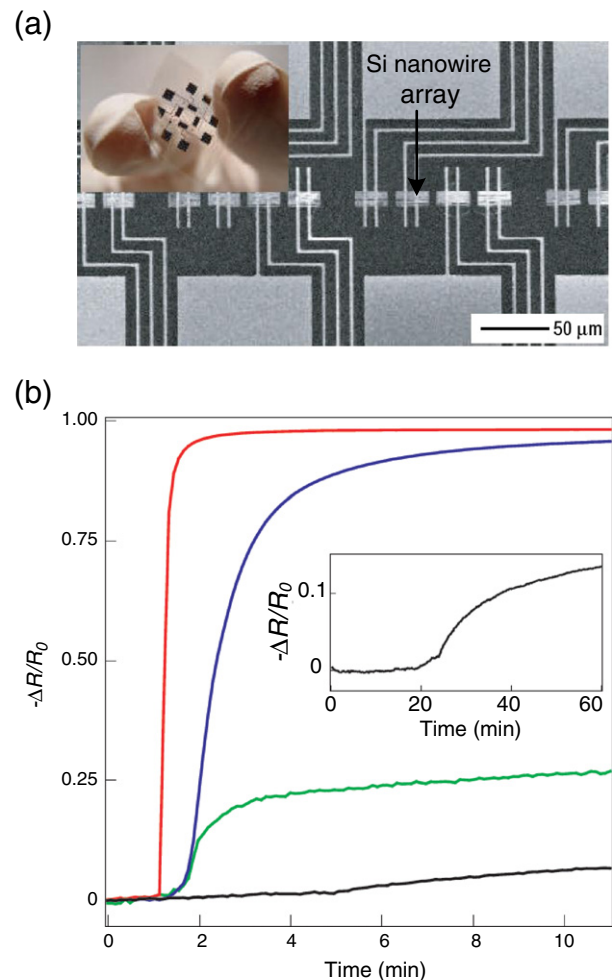 (a)
Si nanowire
array
50 μm
(b)
1.00
0.75
0.50
0.25
0
-ΔR/R0
0 2 4 6 8 10
Time (min)
0.1
0
-ΔR/R0
0 20 40 60
Time (min)